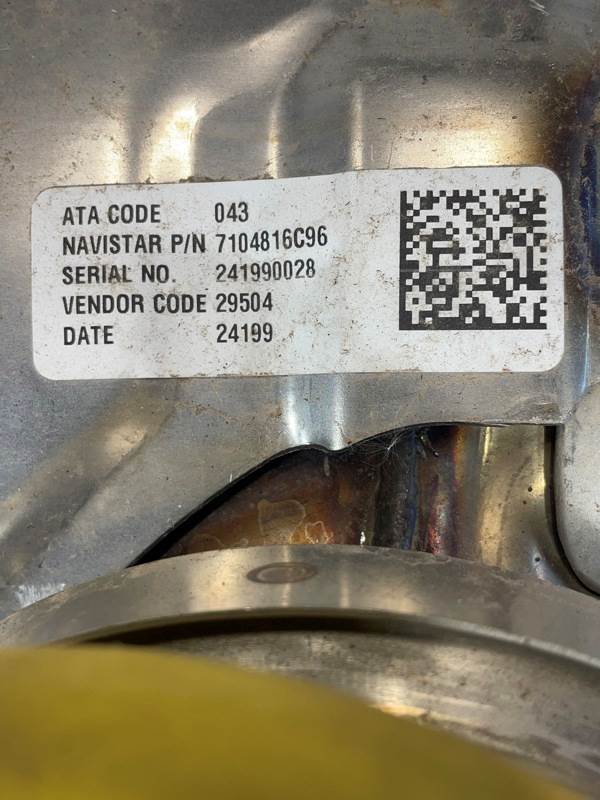 ATA CODE 043
NAVISTAR P/N 7104816C96
SERIAL NO. 241990028
VENDOR CODE 29504
DATE 24199